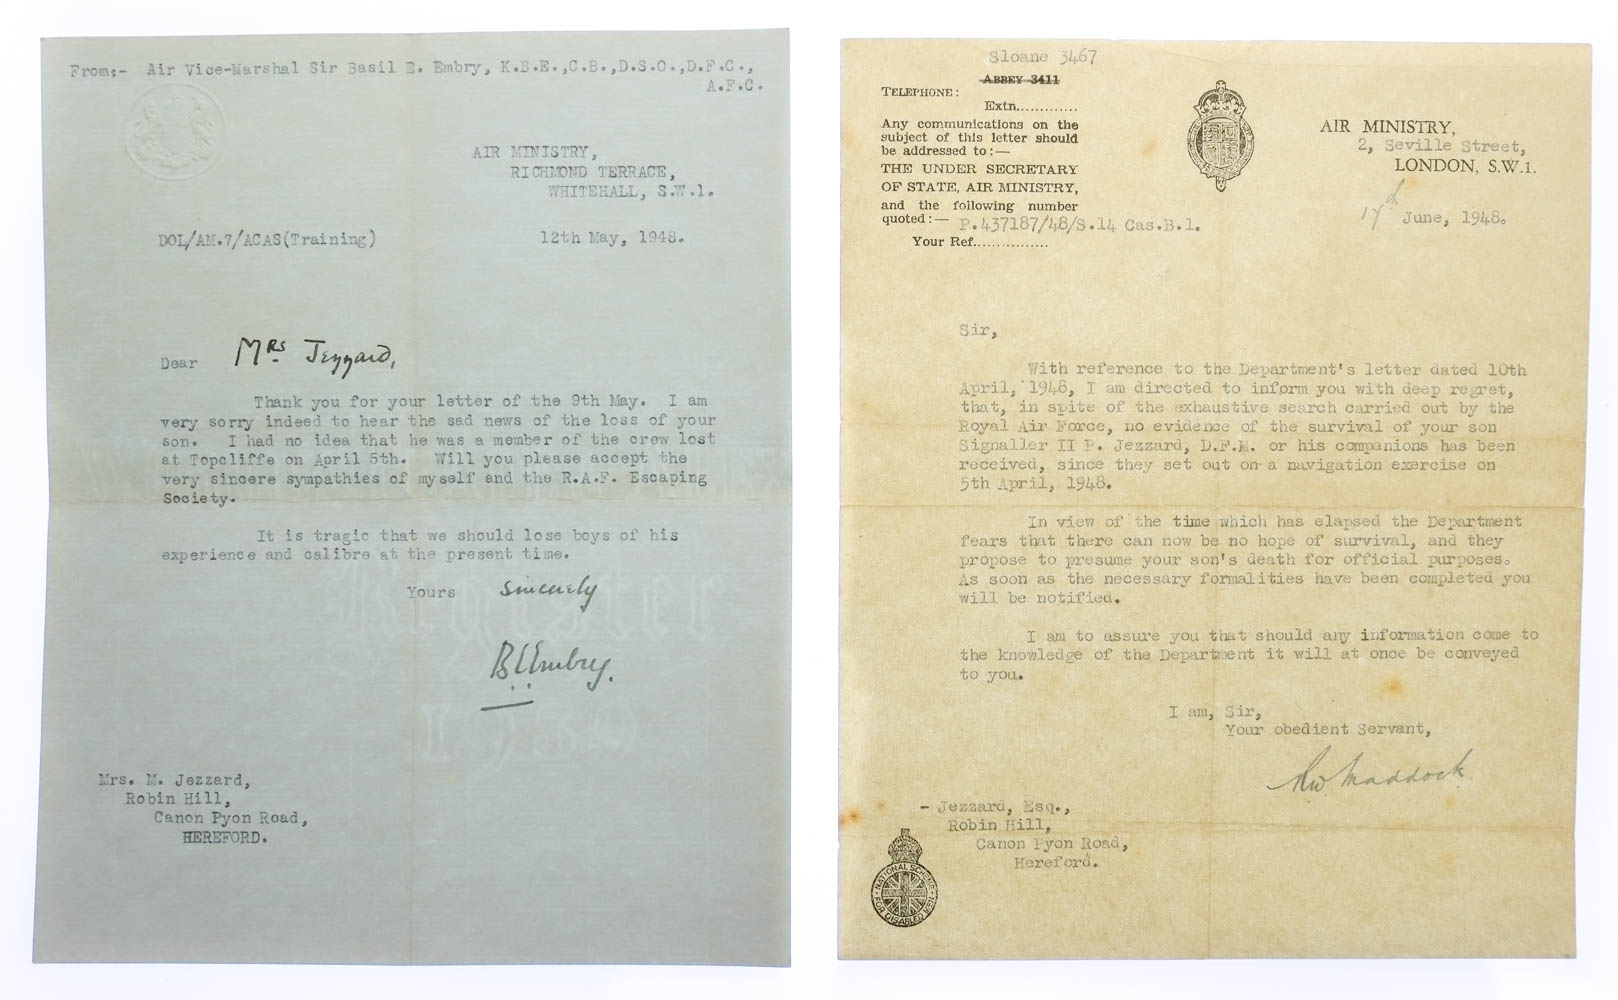 From:- Air Vice-Marshal Sir Basil E. Embry, K.B.E.,C.B.,D.S.O.,D.F.C.,
A.F.C.
AIR MINISTRY,
RICHMOND TERRACE,
WHITEHALL, S.W.1.
DOL/AM.7/ACAS(Training)
12th May, 1948.
Dear Mrs Jezzard,
Thank you for your letter of the 9th May. I am
very sorry indeed to hear the sad news of the loss of your
son. I had no idea that he was a member of the crew lost
at Topcliffe on April 5th. Will you please accept the
very sincere sympathies of myself and the R.A.F. Escaping
Society.
It is tragic that we should lose boys of his
experience and calibre at the present time.
Yours sincerely
B E Embry.
Mrs. M. Jezzard,
Robin Hill,
Canon Pyon Road,
HEREFORD.
Sloane 3467
ABBEY 3411
TELEPHONE:
Extn.............
Any communications on the
subject of this letter should
be addressed to:—
THE UNDER SECRETARY
OF STATE, AIR MINISTRY,
and the following number
quoted:— P.437187/48/S.14 Cas.B.1.
Your Ref................
AIR MINISTRY,
2, Seville Street,
LONDON, S.W.1.
17th June, 1948.
Sir,
With reference to the Department's letter dated 10th
April, 1948, I am directed to inform you with deep regret,
that, in spite of the exhaustive search carried out by the
Royal Air Force, no evidence of the survival of your son
Signaller II P. Jezzard, D.F.M. or his companions has been
received, since they set out on a navigation exercise on
5th April, 1948.
In view of the time which has elapsed the Department
fears that there can now be no hope of survival, and they
propose to presume your son's death for official purposes.
As soon as the necessary formalities have been completed you
will be notified.
I am to assure you that should any information come to
the knowledge of the Department it will at once be conveyed
to you.
I am, Sir,
Your obedient Servant,
Maddock
- Jezzard, Esq.,
Robin Hill,
Canon Pyon Road,
Hereford.
NATIONAL SCHEME
FOR DISABLED MEN